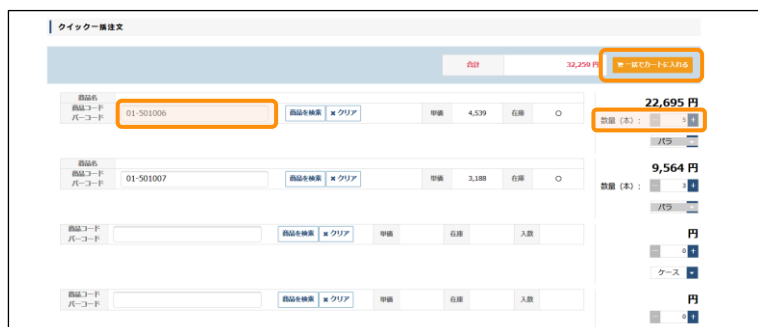 クイック一括注文
合計 32,259 円 一括でカートに入れる
商品名
商品コード
バーコード
01-501006 商品を検索 × クリア 単価 4,539 在庫 ○
22,695 円
数量（本）： － 5 +
バラ
商品名
商品コード
バーコード
01-501007 商品を検索 × クリア 単価 3,188 在庫 ○
9,564 円
数量（本）： － 3 +
バラ
商品コード
バーコード
商品を検索 × クリア 単価 在庫 入数
円
－ 0 +
ケース
商品コード
バーコード
商品を検索 × クリア 単価 在庫 入数
円
－ 0 +